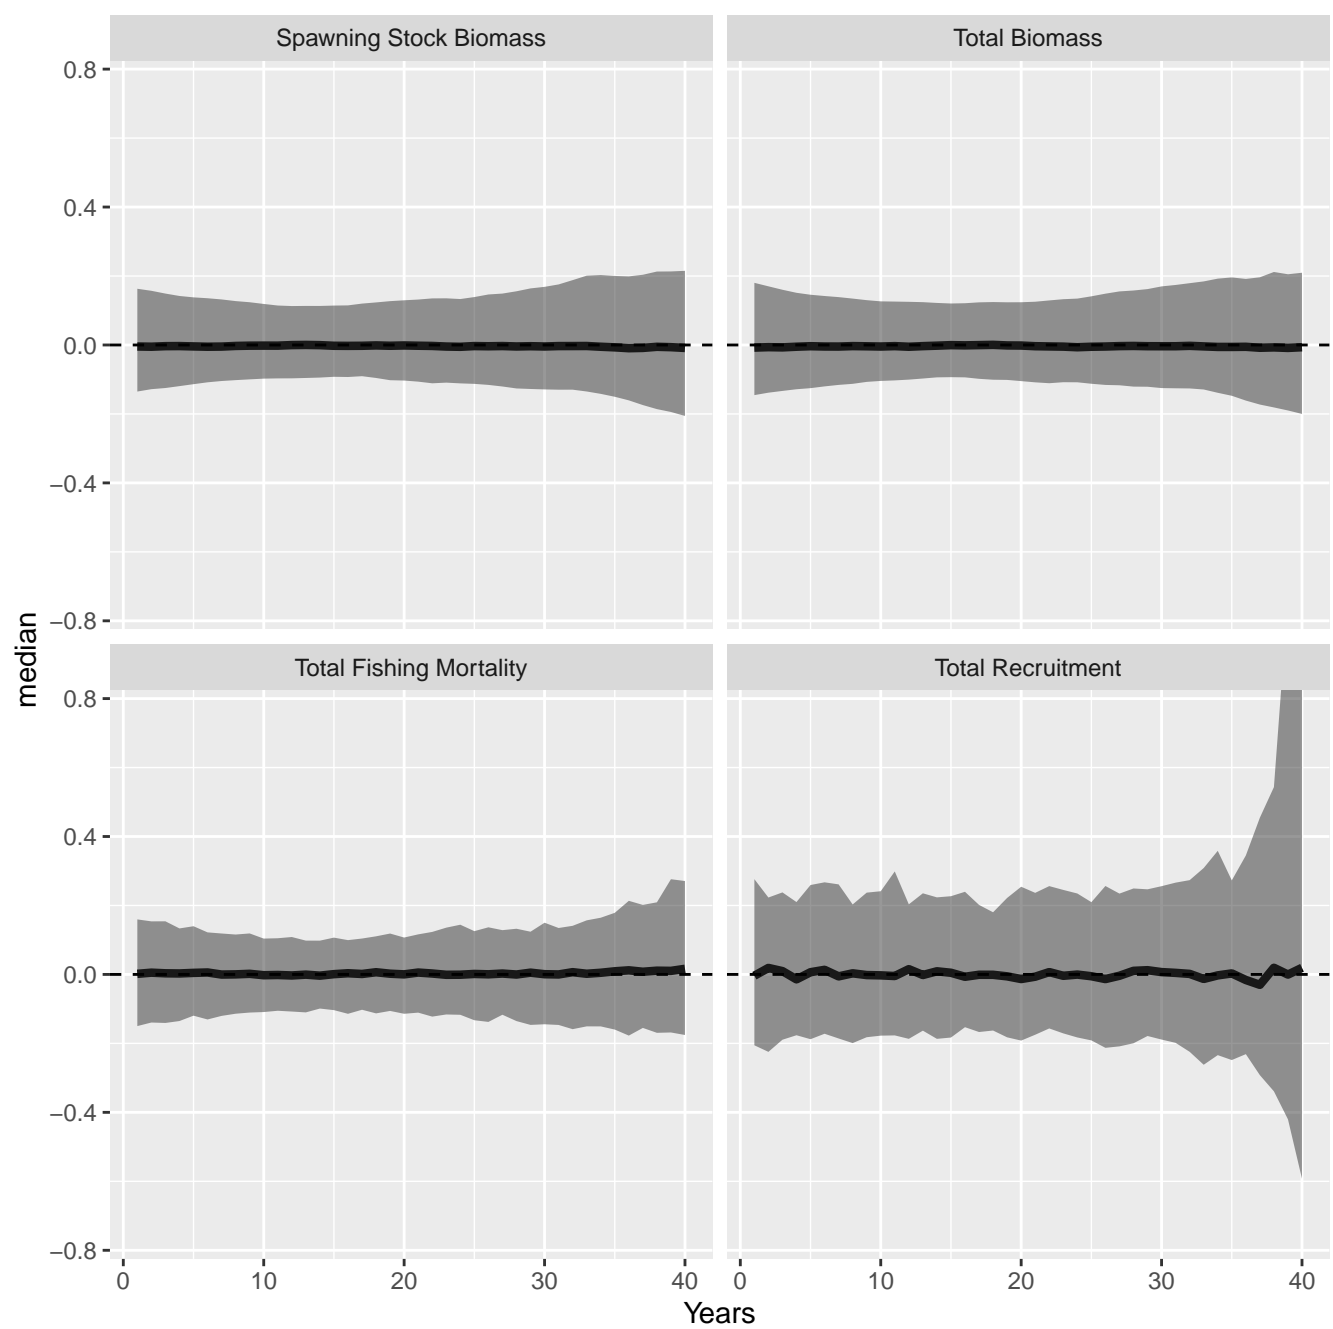 Spawning Stock Biomass
Total Biomass
0.8
0.4
0.0
−0.4
−0.8
median
Total Fishing Mortality
Total Recruitment
0.8
0.4
0.0
−0.4
−0.8
0 10 20 30 40
0 10 20 30 40
Years